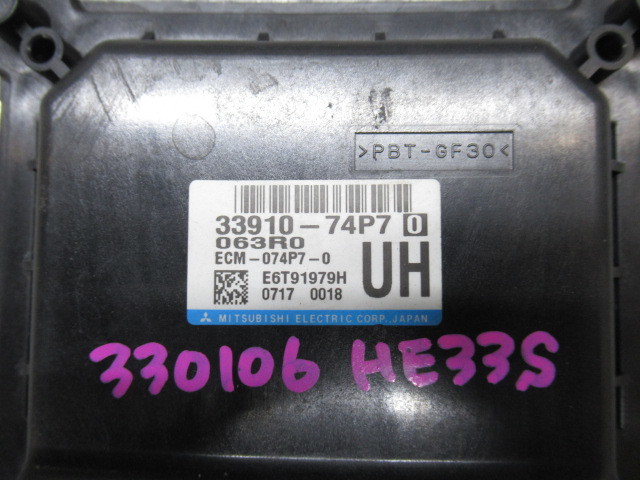 >PBT-GF30<
33910-74P7 0
063R0
ECM-074P7-0
UH
E6T91979H
0717 0018
MITSUBISHI ELECTRIC CORP., JAPAN
330106 HE33S